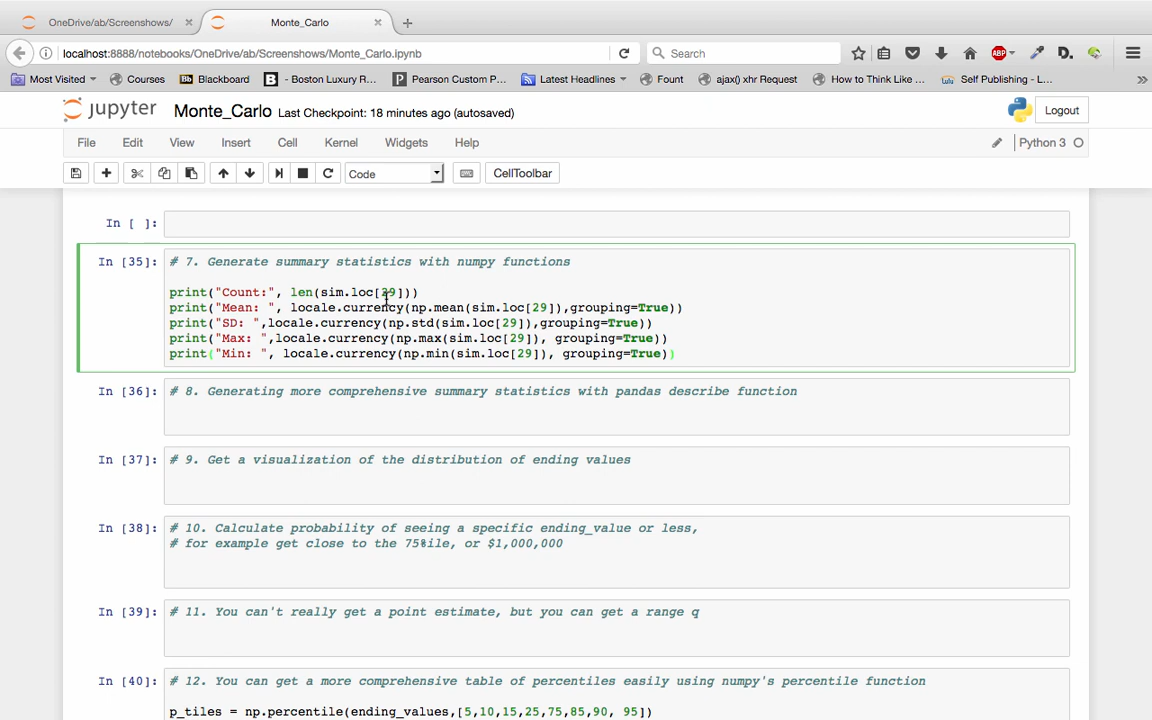 OneDrive/ab/Screenshows/
Monte_Carlo
localhost:8888/notebooks/OneDrive/ab/Screenshows/Monte_Carlo.ipynb
Search
ABP
D.
Most Visited
Courses
Bb Blackboard
B - Boston Luxury R...
P Pearson Custom P...
Latest Headlines
Fount
ajax() xhr Request
How to Think Like ...
Lulu Self Publishing - L...
jupyter Monte_Carlo Last Checkpoint: 18 minutes ago (autosaved)
Logout
File Edit View Insert Cell Kernel Widgets Help
Python 3
Code
CellToolbar
In [ ]:
In [35]: # 7. Generate summary statistics with numpy functions
print("Count:", len(sim.loc[29]))
print("Mean: ", locale.currency(np.mean(sim.loc[29]),grouping=True))
print("SD: ",locale.currency(np.std(sim.loc[29]),grouping=True))
print("Max: ",locale.currency(np.max(sim.loc[29]), grouping=True))
print("Min: ", locale.currency(np.min(sim.loc[29]), grouping=True))
In [36]: # 8. Generating more comprehensive summary statistics with pandas describe function
In [37]: # 9. Get a visualization of the distribution of ending values
In [38]: # 10. Calculate probability of seeing a specific ending_value or less,
# for example get close to the 75%ile, or $1,000,000
In [39]: # 11. You can't really get a point estimate, but you can get a range q
In [40]: # 12. You can get a more comprehensive table of percentiles easily using numpy's percentile function
p_tiles = np.percentile(ending_values,[5,10,15,25,75,85,90, 95])